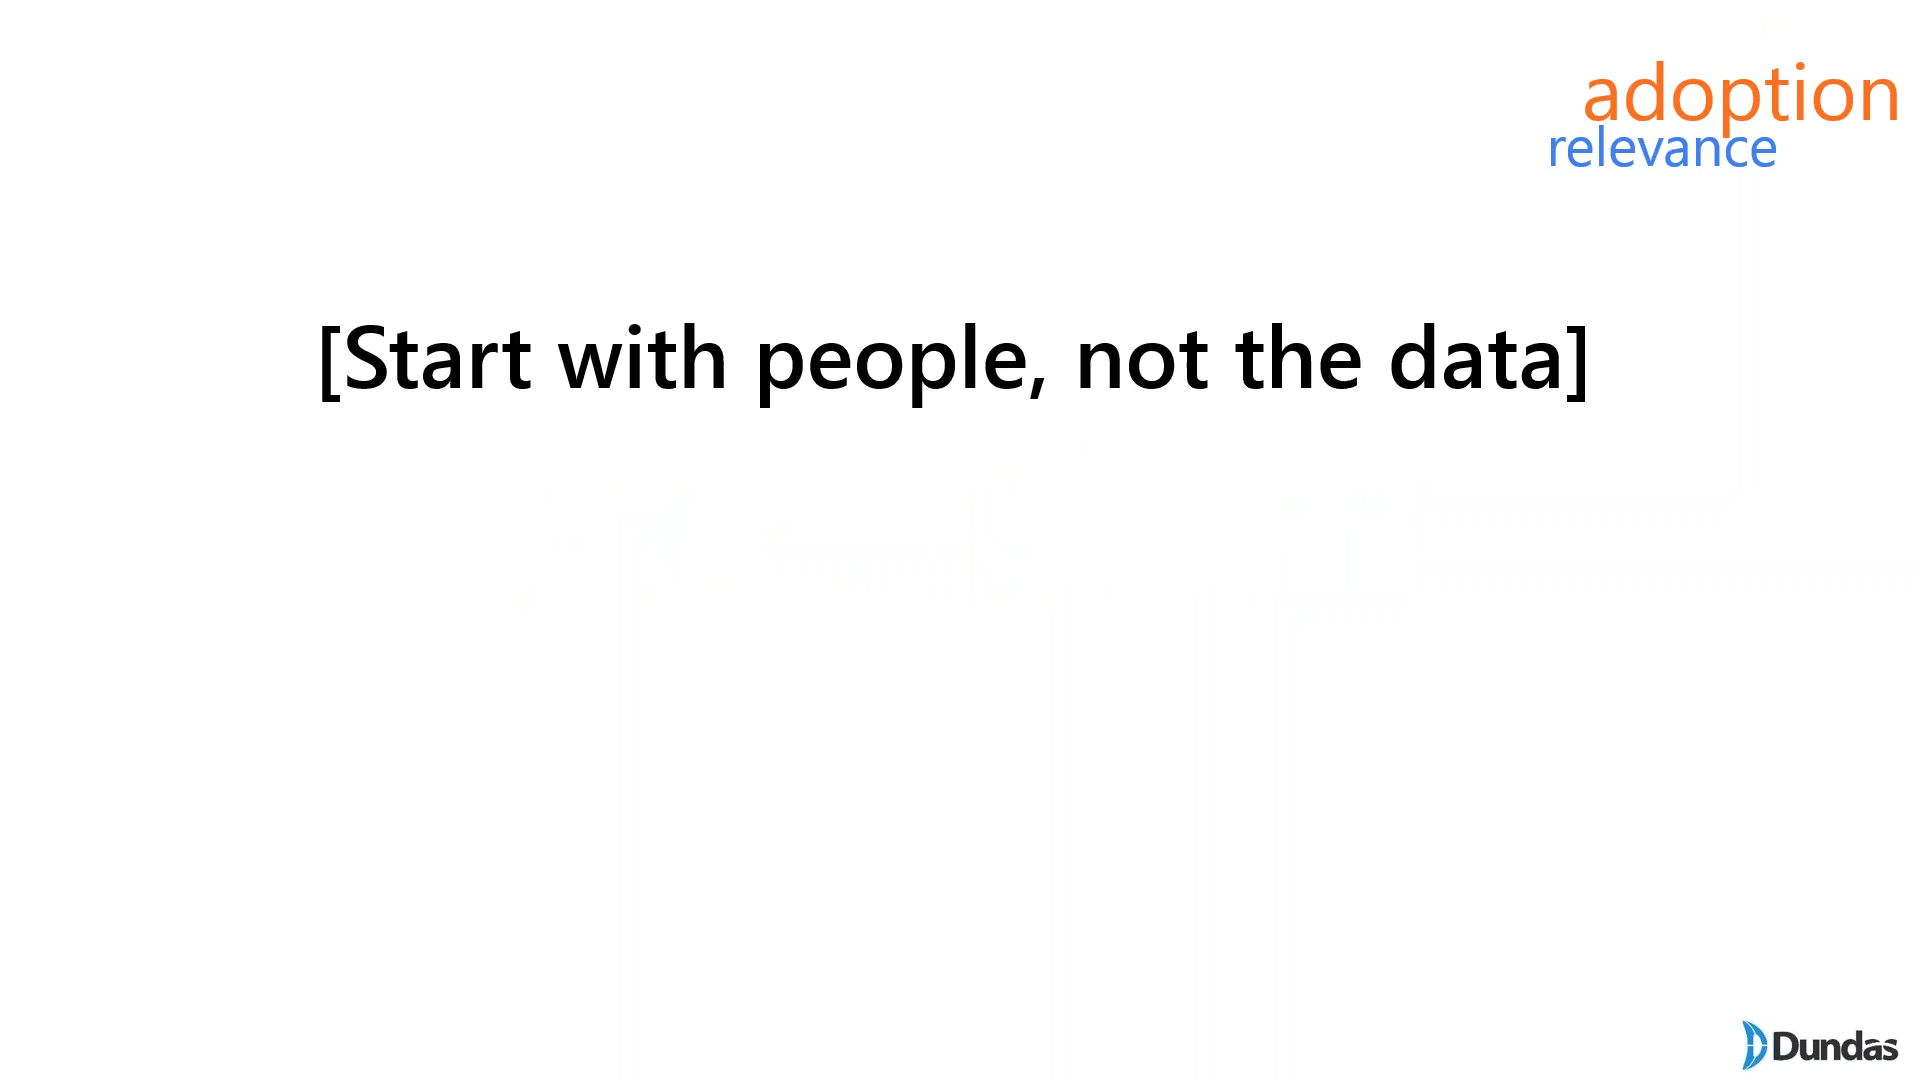 adoption
relevance
[Start with people, not the data]
Dundas